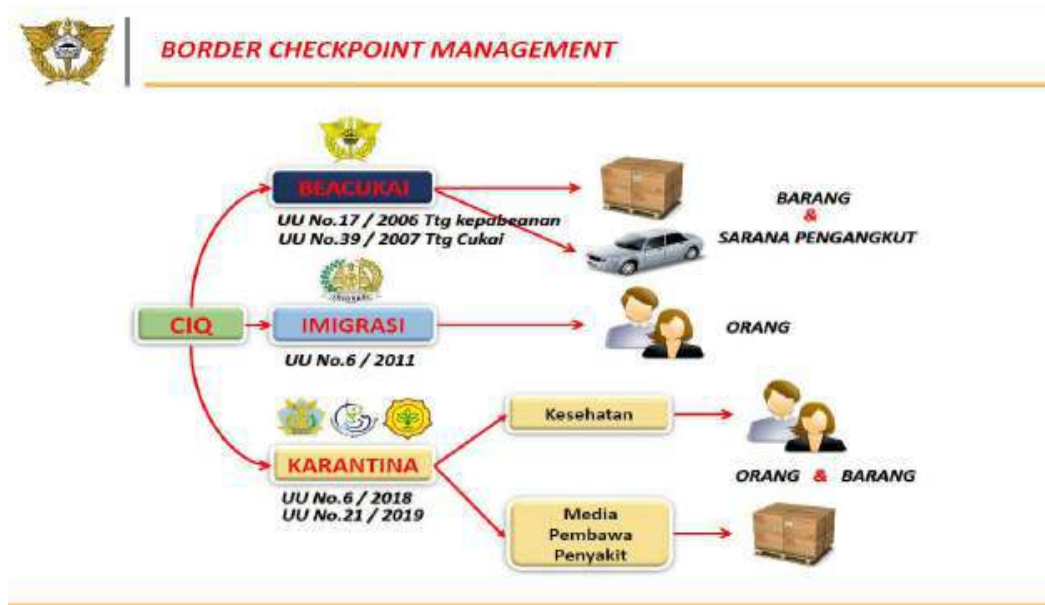 BORDER CHECKPOINT MANAGEMENT
BEACUKAI
UU No.17 / 2006 Ttg kepabeanan
UU No.39 / 2007 Ttg Cukai
BARANG
&
SARANA PENGANGKUT
CIQ
IMIGRASI
UU No.6 / 2011
ORANG
KARANTINA
UU No.6 / 2018
UU No.21 / 2019
Kesehatan
ORANG & BARANG
Media
Pembawa
Penyakit